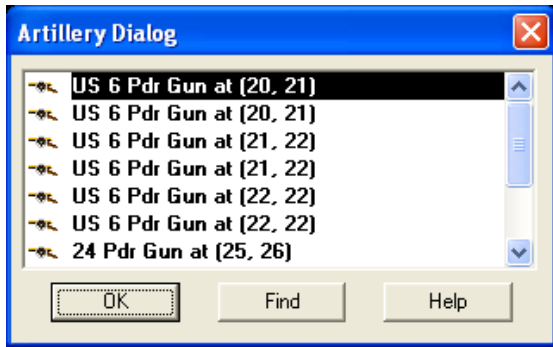 Artillery Dialog
US 6 Pdr Gun at (20, 21)
US 6 Pdr Gun at (20, 21)
US 6 Pdr Gun at (21, 22)
US 6 Pdr Gun at (21, 22)
US 6 Pdr Gun at (22, 22)
US 6 Pdr Gun at (22, 22)
24 Pdr Gun at (25, 26)
OK Find Help